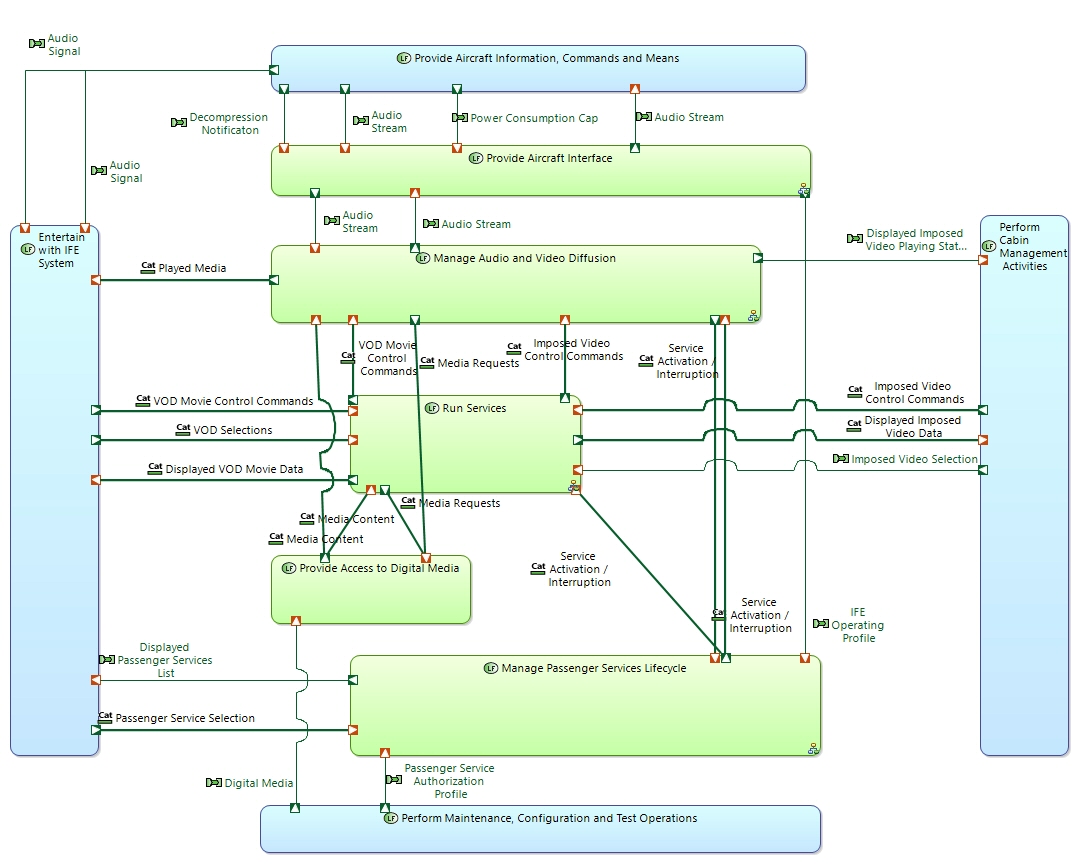 Audio
Signal
LF Provide Aircraft Information, Commands and Means
Decompression
Notificaton
Audio
Stream
Power Consumption Cap
Audio Stream
Audio
Signal
LF Provide Aircraft Interface
Audio
Stream
Audio Stream
Entertain
LF with IFE
System
Displayed Imposed
Video Playing Stat...
Perform
LF Cabin
Management
Activities
LF Manage Audio and Video Diffusion
Cat Played Media
VOD Movie
Cat Control
Commands
Cat Media Requests
Cat Imposed Video
Control Commands
Service
Cat Activation /
Interruption
Cat Imposed Video
Control Commands
Cat VOD Movie Control Commands
LF Run Services
Cat VOD Selections
Cat Displayed Imposed
Video Data
Imposed Video Selection
Cat Displayed VOD Movie Data
Cat Media Requests
Cat Media Content
Cat Media Content
LF Provide Access to Digital Media
Service
Cat Activation /
Interruption
Service
Cat Activation /
Interruption
IFE
Operating
Profile
Displayed
Passenger Services
List
LF Manage Passenger Services Lifecycle
Cat Passenger Service Selection
Digital Media
Passenger Service
Authorization
Profile
LF Perform Maintenance, Configuration and Test Operations